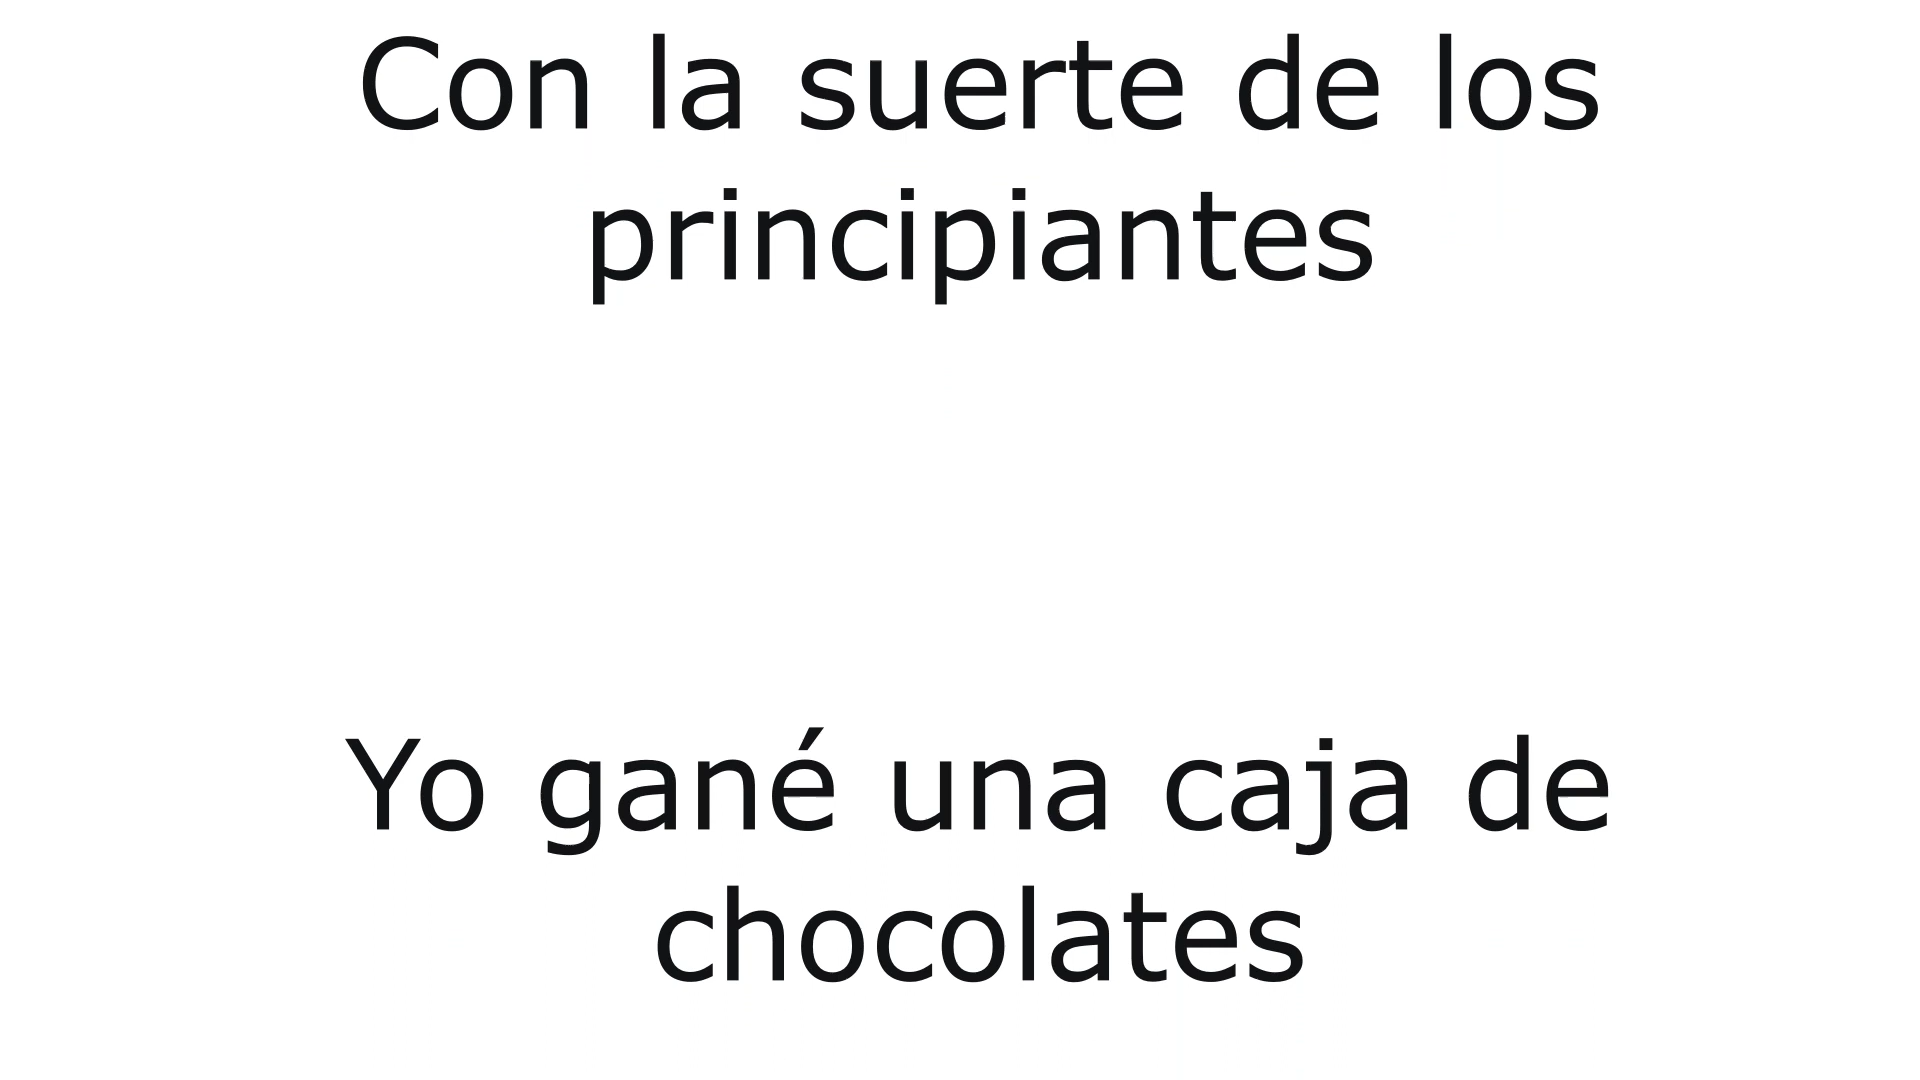 Con la suerte de los
principiantes
Yo gané una caja de
chocolates